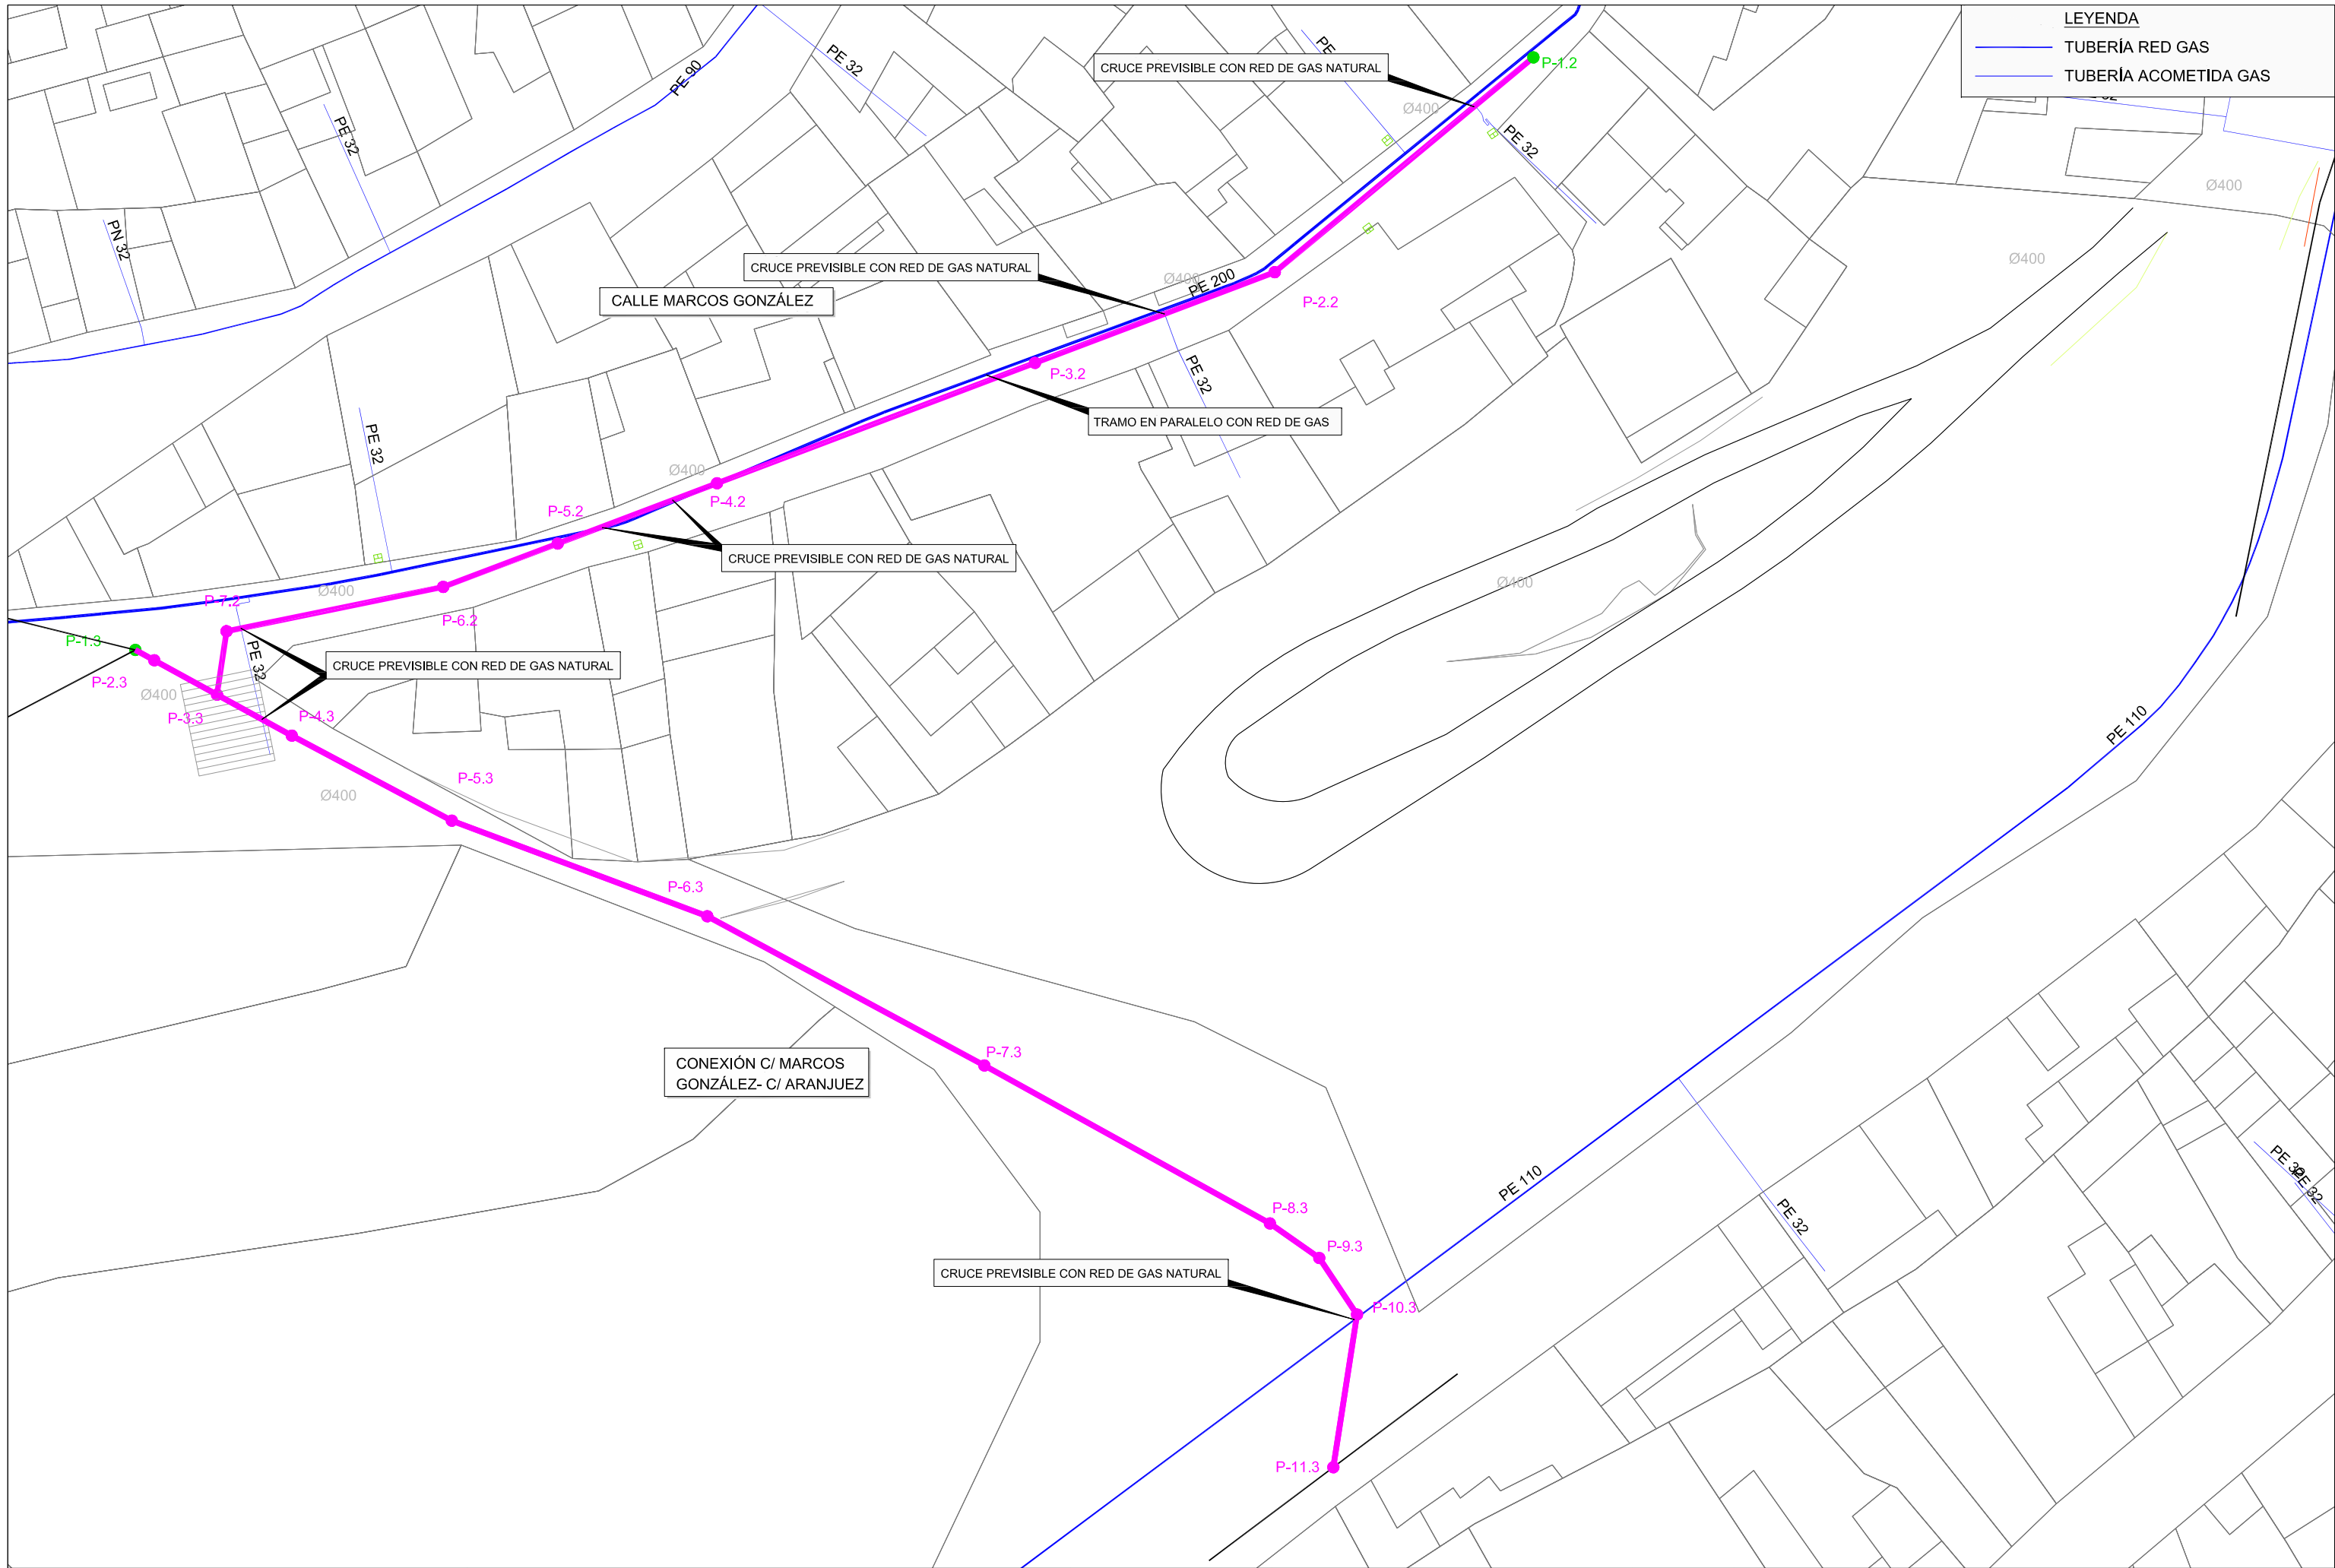 LEYENDA
TUBERÍA RED GAS
TUBERÍA ACOMETIDA GAS
PE 32
PE 90
CRUCE PREVISIBLE CON RED DE GAS NATURAL
P-1.2
Ø400
PE 32
PE 32
PN 32
Ø400
CRUCE PREVISIBLE CON RED DE GAS NATURAL
Ø400
PE 200
Ø400
CALLE MARCOS GONZÁLEZ
P-2.2
P-3.2
PE 32
TRAMO EN PARALELO CON RED DE GAS
PE 32
Ø400
P-4.2
P-5.2
CRUCE PREVISIBLE CON RED DE GAS NATURAL
Ø400
Ø400
P-7.2
P-6.2
P-1.3
PE 32
CRUCE PREVISIBLE CON RED DE GAS NATURAL
P-2.3
Ø400
P-3.3
P-4.3
PE 110
P-5.3
Ø400
P-6.3
P-7.3
CONEXIÓN C/ MARCOS
GONZÁLEZ- C/ ARANJUEZ
PE 110
PE 32
PE 32
PE 32
P-8.3
P-9.3
CRUCE PREVISIBLE CON RED DE GAS NATURAL
P-10.3
P-11.3